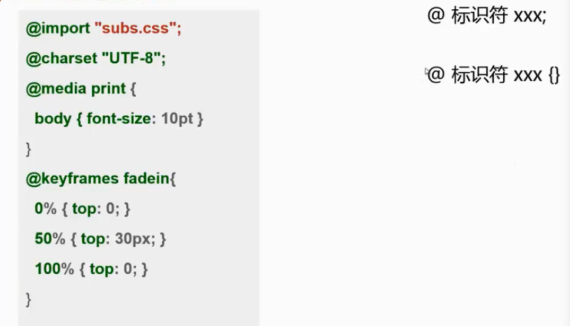 @import "subs.css";
@charset "UTF-8";
@media print {
body { font-size: 10pt }
}
@keyframes fadein{
0% { top: 0; }
50% { top: 30px; }
100% { top: 0; }
}
@ 标识符 xxx;
@ 标识符 xxx {}